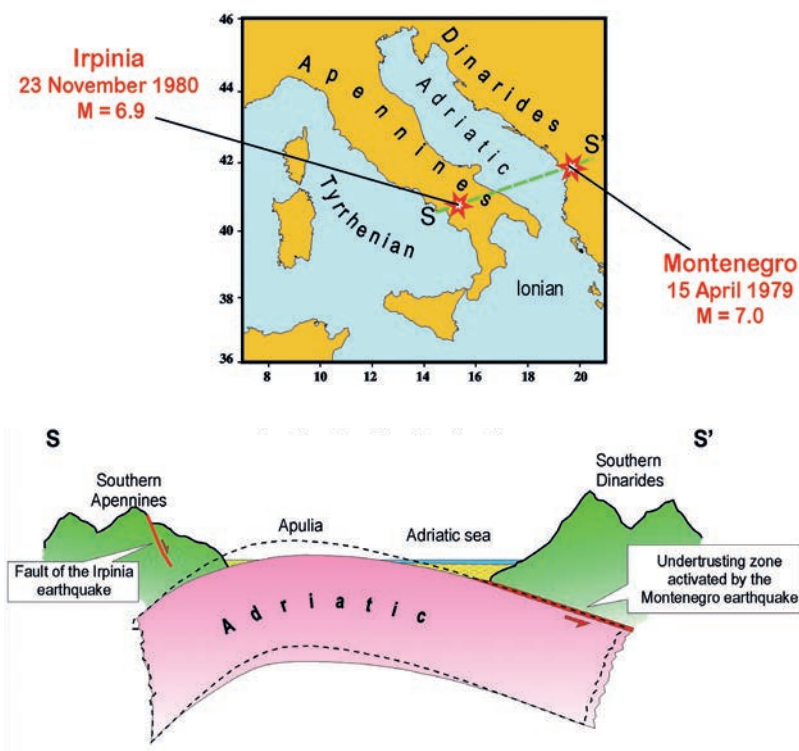 Irpinia
23 November 1980
M = 6.9
46
44
42
40
38
36
8
10
12
14
16
18
20
Apennines
Dinarides
Adriatic
Tyrrhenian
Ionian
S
S'
Montenegro
15 April 1979
M = 7.0
S
S'
Southern
Apennines
Apulia
Adriatic sea
Southern
Dinarides
Fault of the Irpinia
earthquake
Undertrusting zone
activated by the
Montenegro earthquake
Adriatic